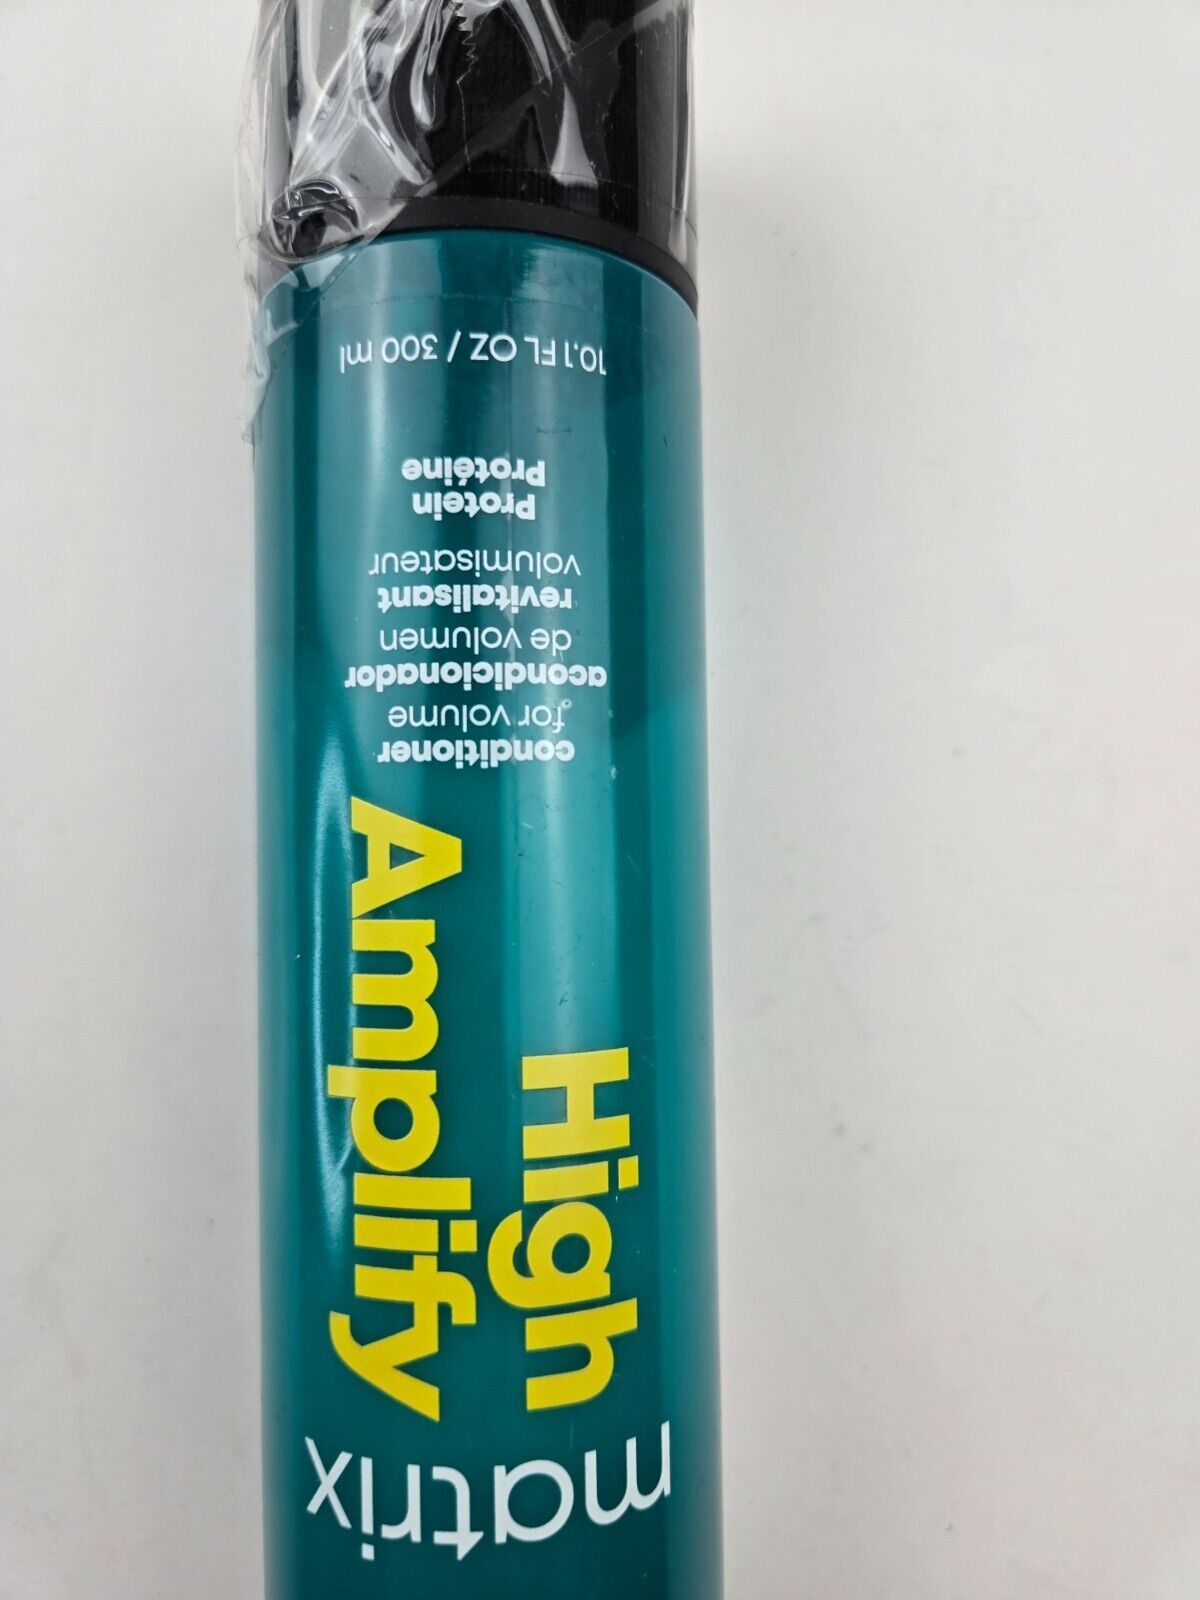 matrix
High
Amplify
conditioner
for volume
acondicionador
de volumen
revitalisant
volumisateur
Protein
Protéine
10.1 FL OZ / 300 ml